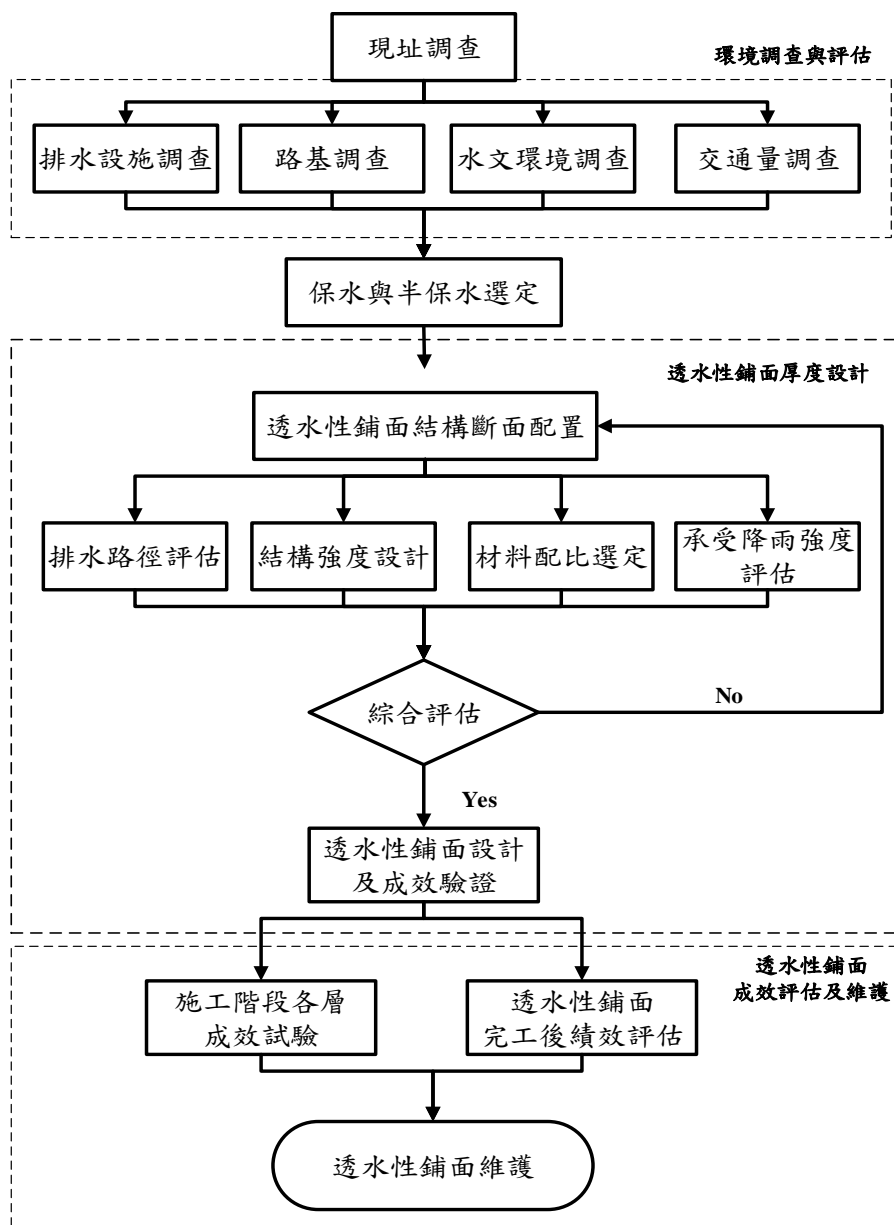 現址調查
環境調查與評估
排水設施調查
路基調查
水文環境調查
交通量調查
保水與半保水選定
透水性鋪面厚度設計
透水性鋪面結構斷面配置
排水路徑評估
結構強度設計
材料配比選定
承受降雨強度
評估
綜合評估
No
Yes
透水性鋪面設計
及成效驗證
透水性鋪面
成效評估及維護
施工階段各層
成效試驗
透水性鋪面
完工後績效評估
透水性鋪面維護